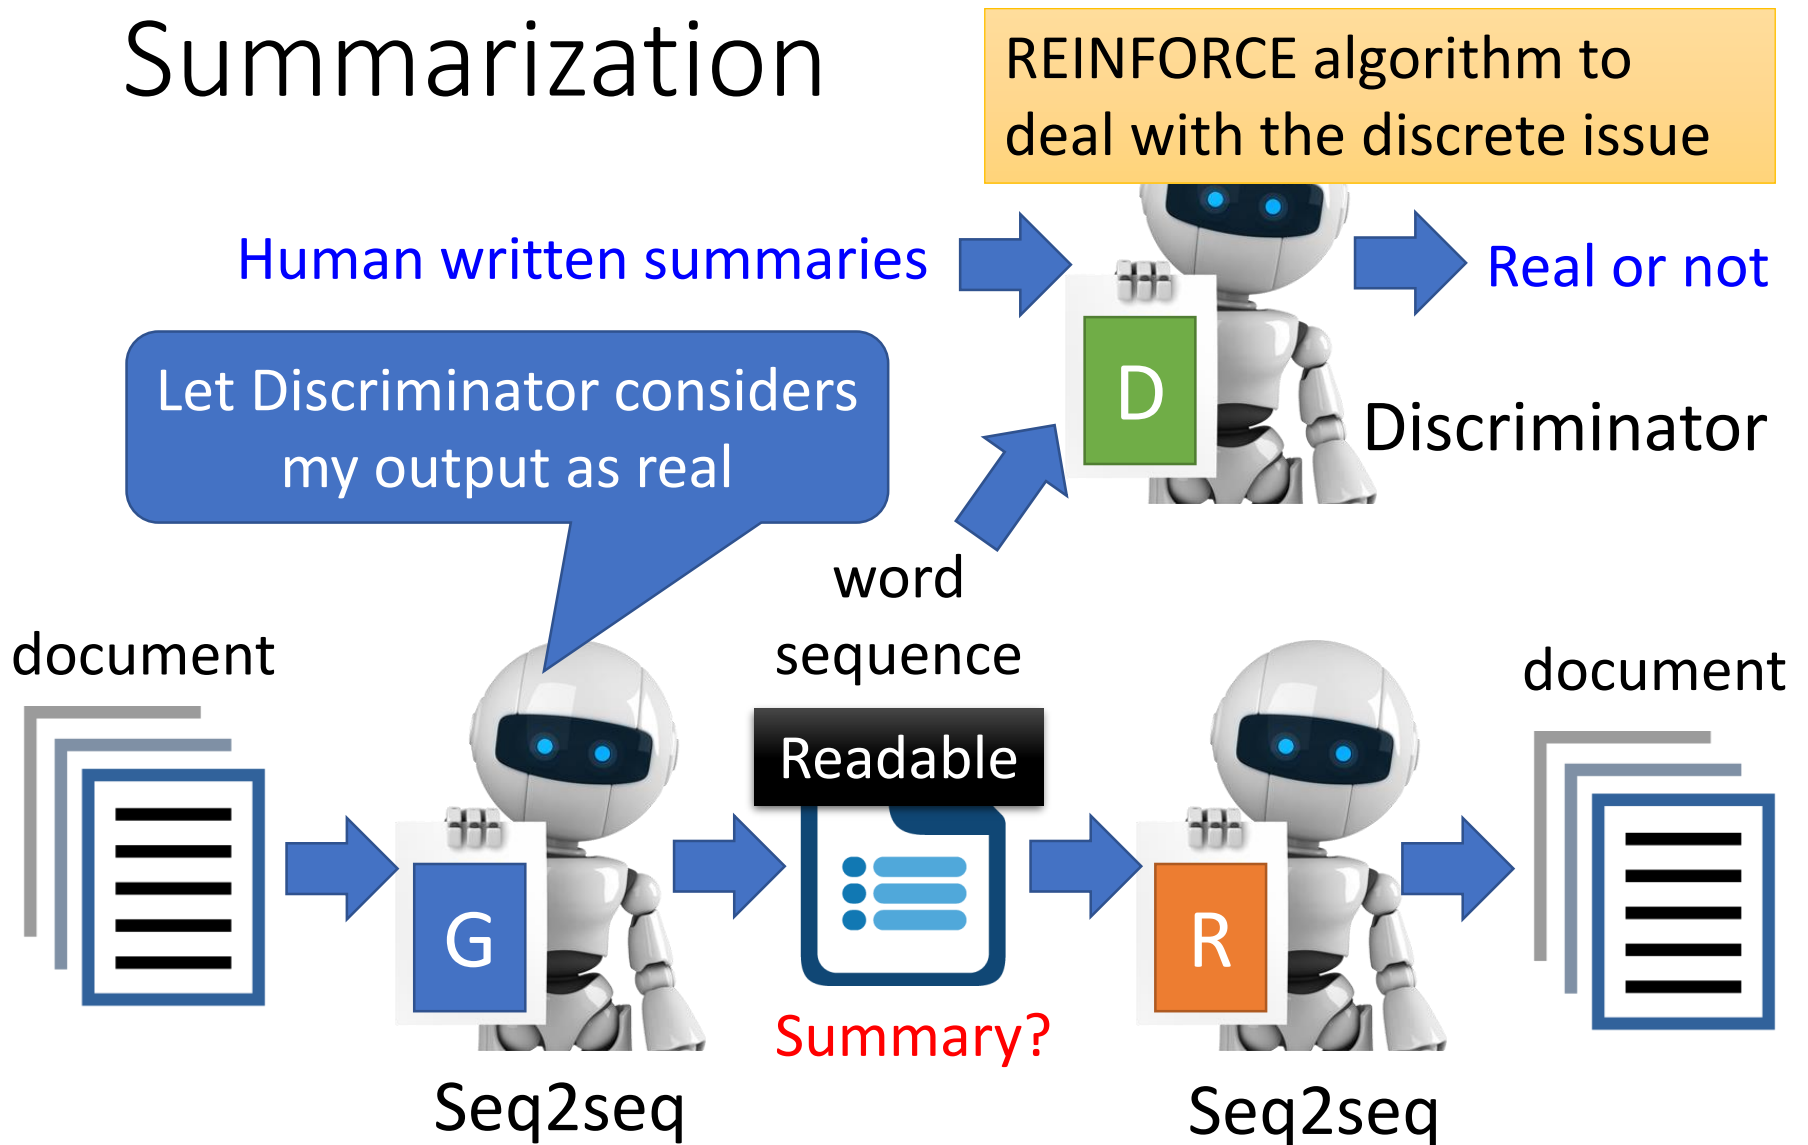 Summarization
REINFORCE algorithm to
deal with the discrete issue
Human written summaries
Real or not
Let Discriminator considers
my output as real
D
Discriminator
word
sequence
document
document
Readable
G
R
Summary?
Seq2seq
Seq2seq